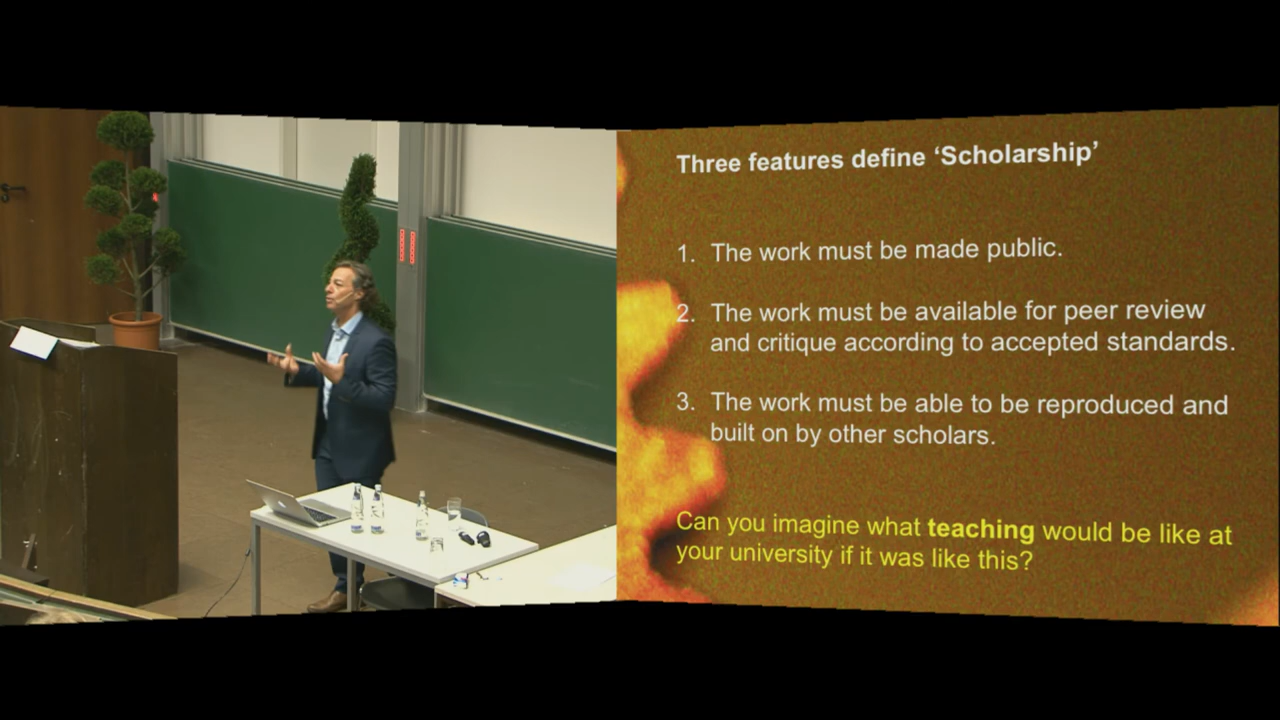 Three features define ‘Scholarship’
1. The work must be made public.
2. The work must be available for peer review
and critique according to accepted standards.
3. The work must be able to be reproduced and
built on by other scholars.
Can you imagine what teaching would be like at
your university if it was like this?